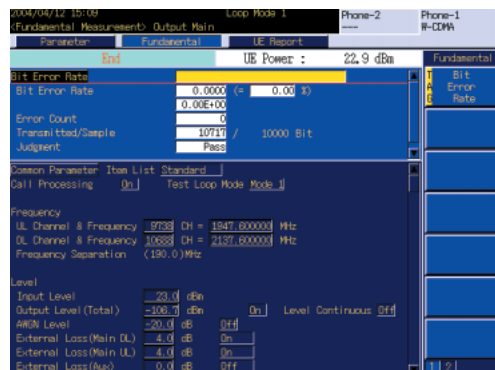 2004/04/12 15:09 Loop Mode 1 Phone-2 Phone-1
<Fundamental Measurement> Output Main ---- W-CDMA
Parameter Fundamental UE Report
End UE Power : 22.9 dBm Fundamental
Bit Error Rate
TAG Bit Error Rate
Bit Error Rate 0.0000 (= 0.00 %)
0.00E+00
Error Count 0
Transmitted/Sample 10717 / 10000 Bit
Judgment Pass
Common Parameter Item List Standard
Call Processing On Test Loop Mode Mode 1
Frequency
UL Channel & Frequency 9738 CH = 1947.600000 MHz
DL Channel & Frequency 10688 CH = 2137.600000 MHz
Frequency Separation (190.0)MHz
Level
Input Level 23.0 dBm
Output Level(Total) -106.7 dBm On Level Continuous Off
AWGN Level -20.0 dB Off
External Loss(Main DL) 4.0 dB On
External Loss(Main UL) 4.0 dB On
External Loss(Aux) 0.0 dB Off
1 2